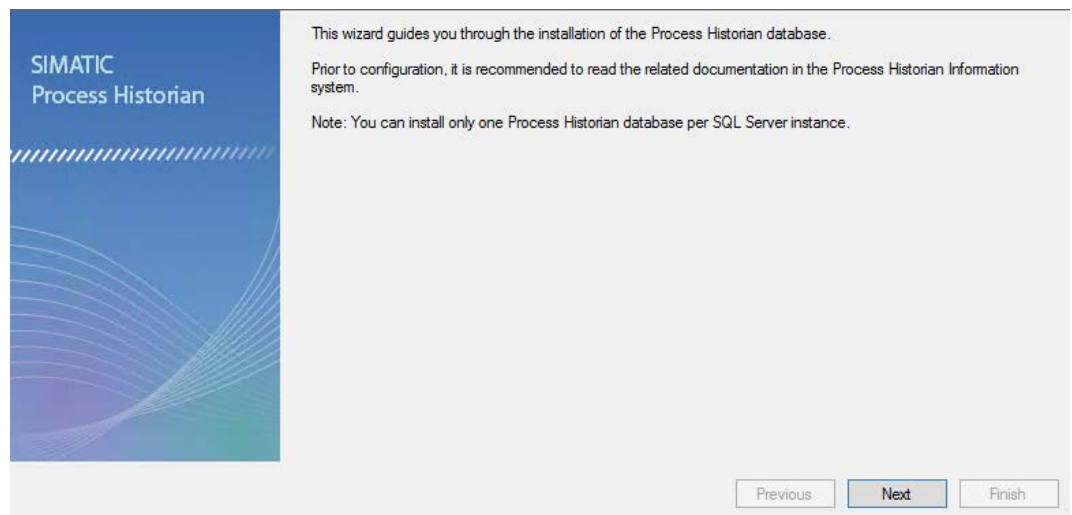 SIMATIC
Process Historian
This wizard guides you through the installation of the Process Historian database.
Prior to configuration, it is recommended to read the related documentation in the Process Historian Information
system.
Note: You can install only one Process Historian database per SQL Server instance.
Previous
Next
Finish